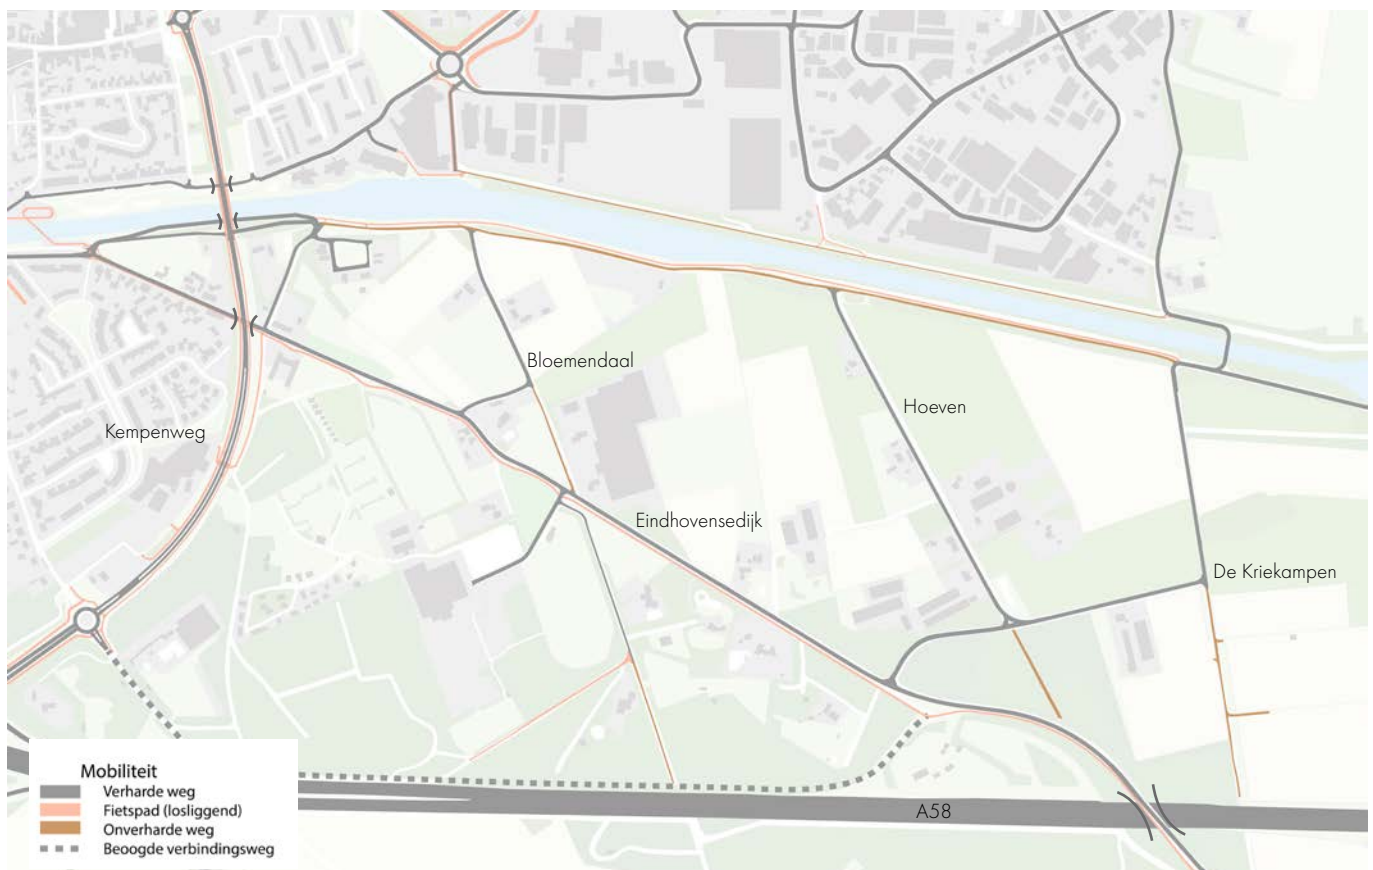 Bloemendaal
Hoeven
Kempenweg
Eindhovensedijk
De Kriekampen
A58
Mobiliteit
Verharde weg
Fietspad (losliggend)
Onverharde weg
Beoogde verbindingsweg